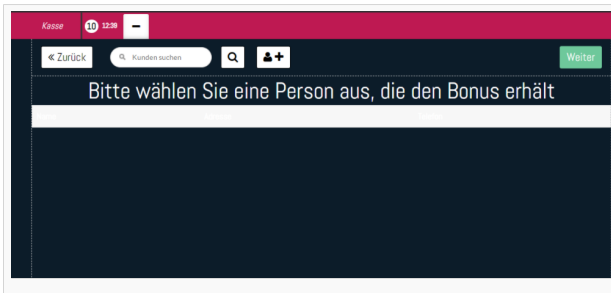 Kasse 10 12:39
« Zurück Kunden suchen Weiter
Bitte wählen Sie eine Person aus, die den Bonus erhält